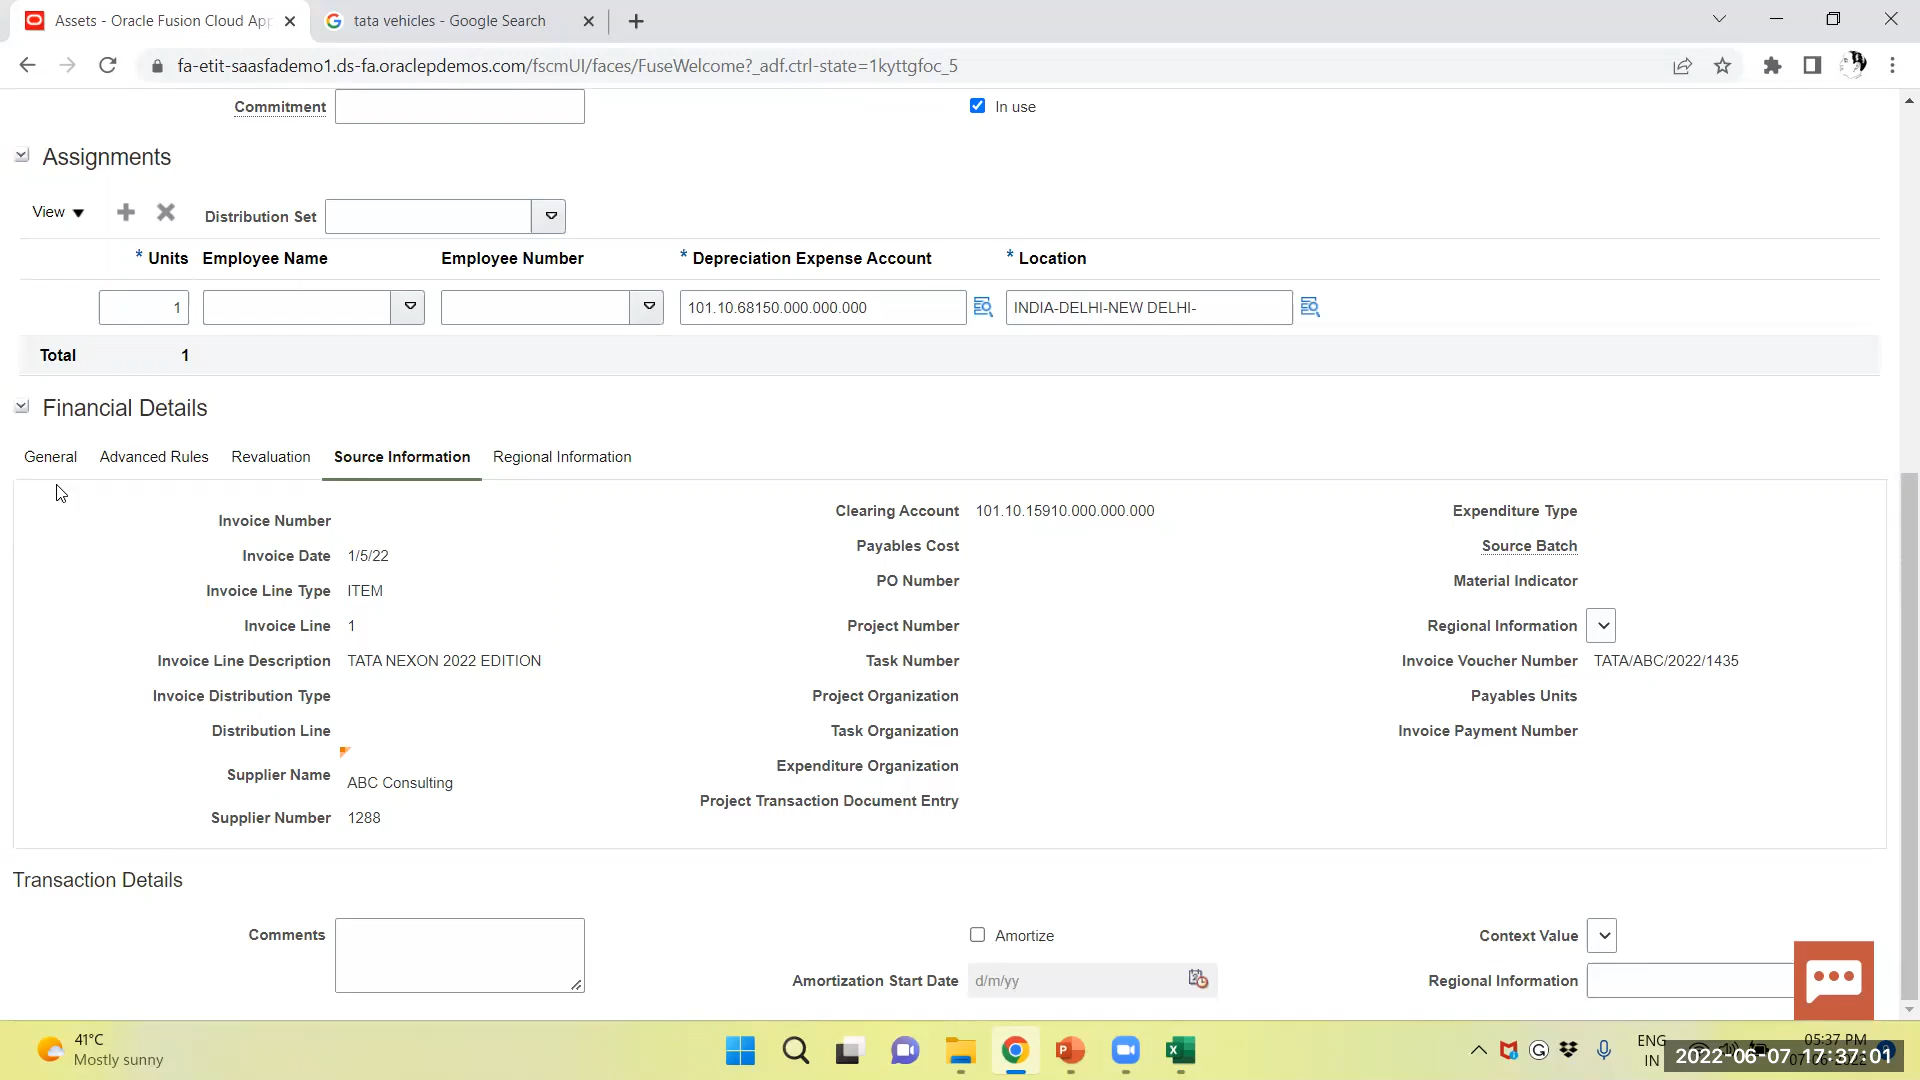 Assets - Oracle Fusion Cloud App
tata vehicles - Google Search
fa-etit-saasfademo1.ds-fa.oraclepdemos.com/fscmUI/faces/FuseWelcome?_adf.ctrl-state=1kyttgfoc_5
Commitment
In use
Assignments
View
Distribution Set
* Units Employee Name Employee Number * Depreciation Expense Account * Location
1 101.10.68150.000.000.000 INDIA-DELHI-NEW DELHI-
Total 1
Financial Details
General Advanced Rules Revaluation Source Information Regional Information
Invoice Number
Invoice Date 1/5/22
Invoice Line Type ITEM
Invoice Line 1
Invoice Line Description TATA NEXON 2022 EDITION
Invoice Distribution Type
Distribution Line
Supplier Name ABC Consulting
Supplier Number 1288
Clearing Account 101.10.15910.000.000.000
Payables Cost
PO Number
Project Number
Task Number
Project Organization
Task Organization
Expenditure Organization
Project Transaction Document Entry
Expenditure Type
Source Batch
Material Indicator
Regional Information
Invoice Voucher Number TATA/ABC/2022/1435
Payables Units
Invoice Payment Number
Transaction Details
Comments
Amortize
Amortization Start Date d/m/yy
Context Value
Regional Information
41°C
Mostly sunny
ENG
IN
05:37 PM
2022-06-07 17:37:01